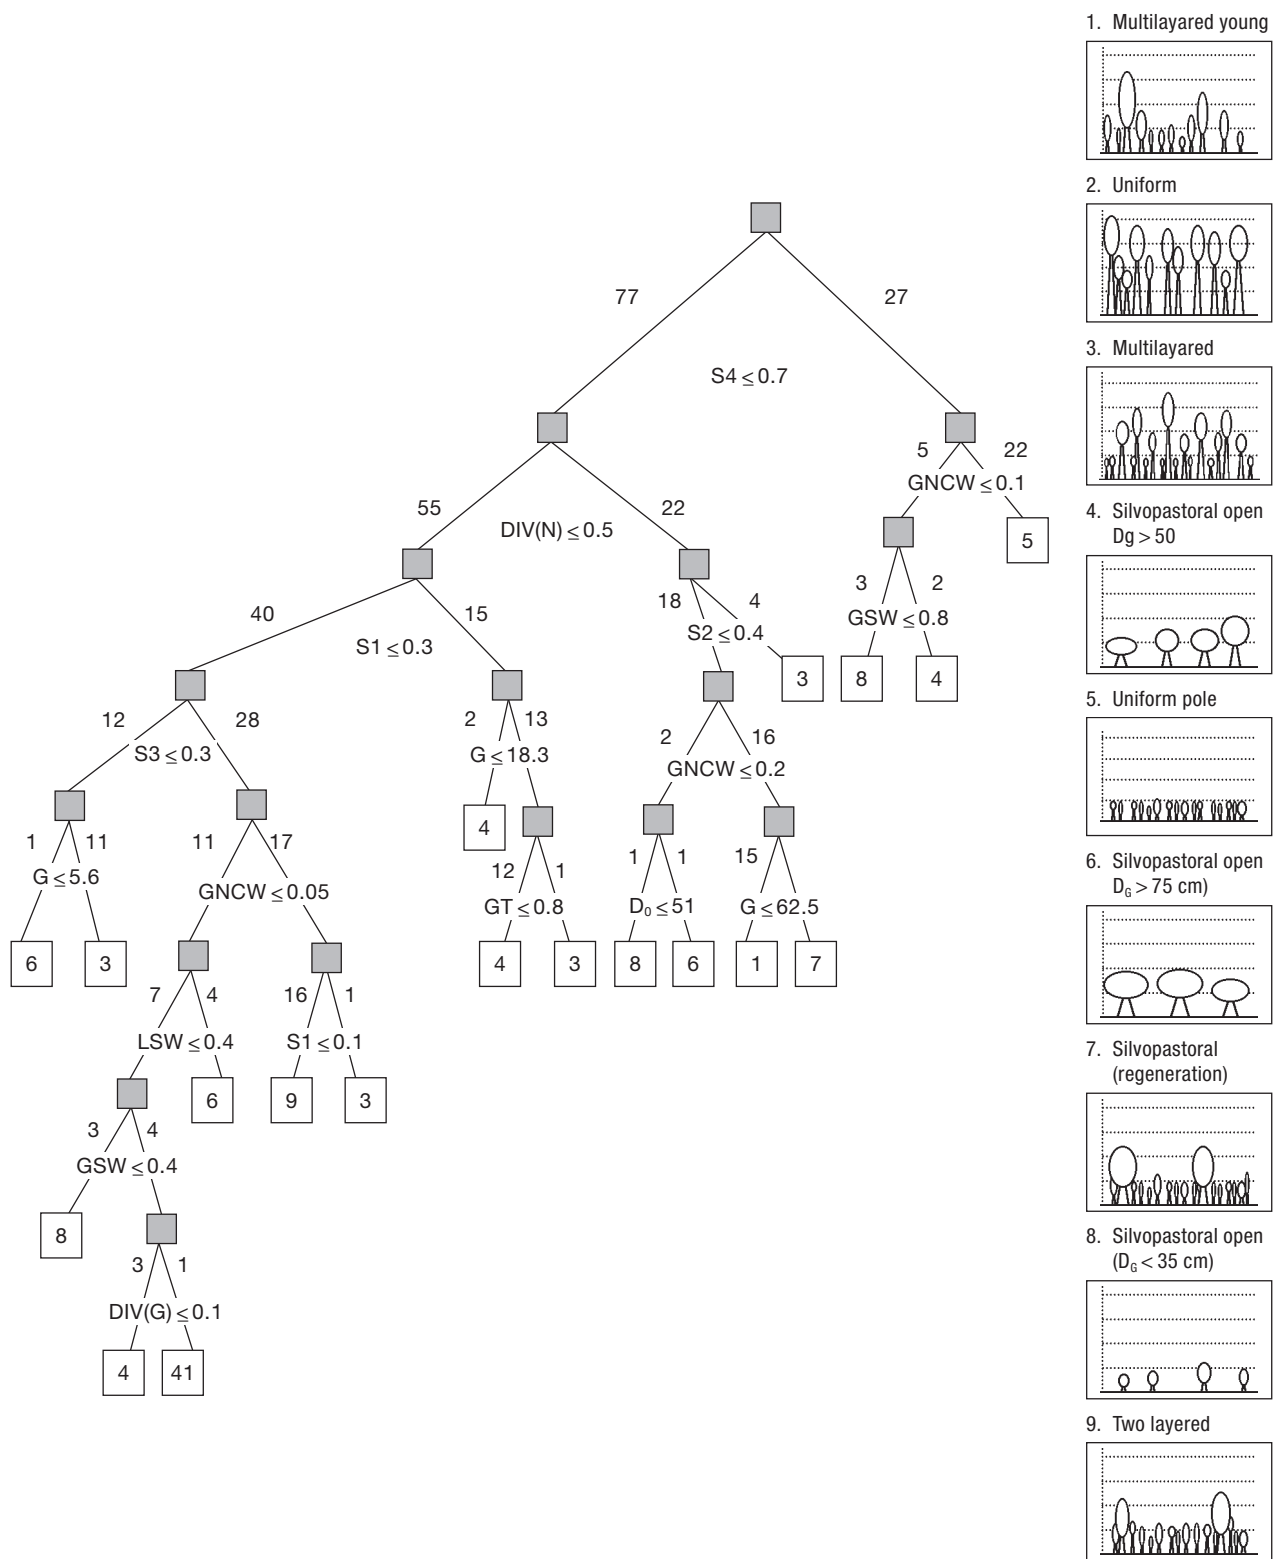 1. Multilayared young
2. Uniform
77
27
3. Multilayared
S4 ≤ 0.7
5
22
GNCW ≤ 0.1
55
22
4. Silvopastoral open
Dg > 50
DIV(N) ≤ 0.5
5
3
2
18
4
40
15
GSW ≤ 0.8
S2 ≤ 0.4
S1 ≤ 0.3
3
8
4
5. Uniform pole
12
28
2
13
2
16
S3 ≤ 0.3
G ≤ 18.3
GNCW ≤ 0.2
4
1
11
11
17
12
1
1
1
15
6. Silvopastoral open
D_G > 75 cm)
G ≤ 5.6
GNCW ≤ 0.05
GT ≤ 0.8
D₀ ≤ 51
G ≤ 62.5
6
3
4
3
8
6
1
7
7
4
16
1
LSW ≤ 0.4
S1 ≤ 0.1
7. Silvopastoral
(regeneration)
6
9
3
3
4
GSW ≤ 0.4
8
8. Silvopastoral open
(D_G < 35 cm)
3
1
DIV(G) ≤ 0.1
4
41
9. Two layered